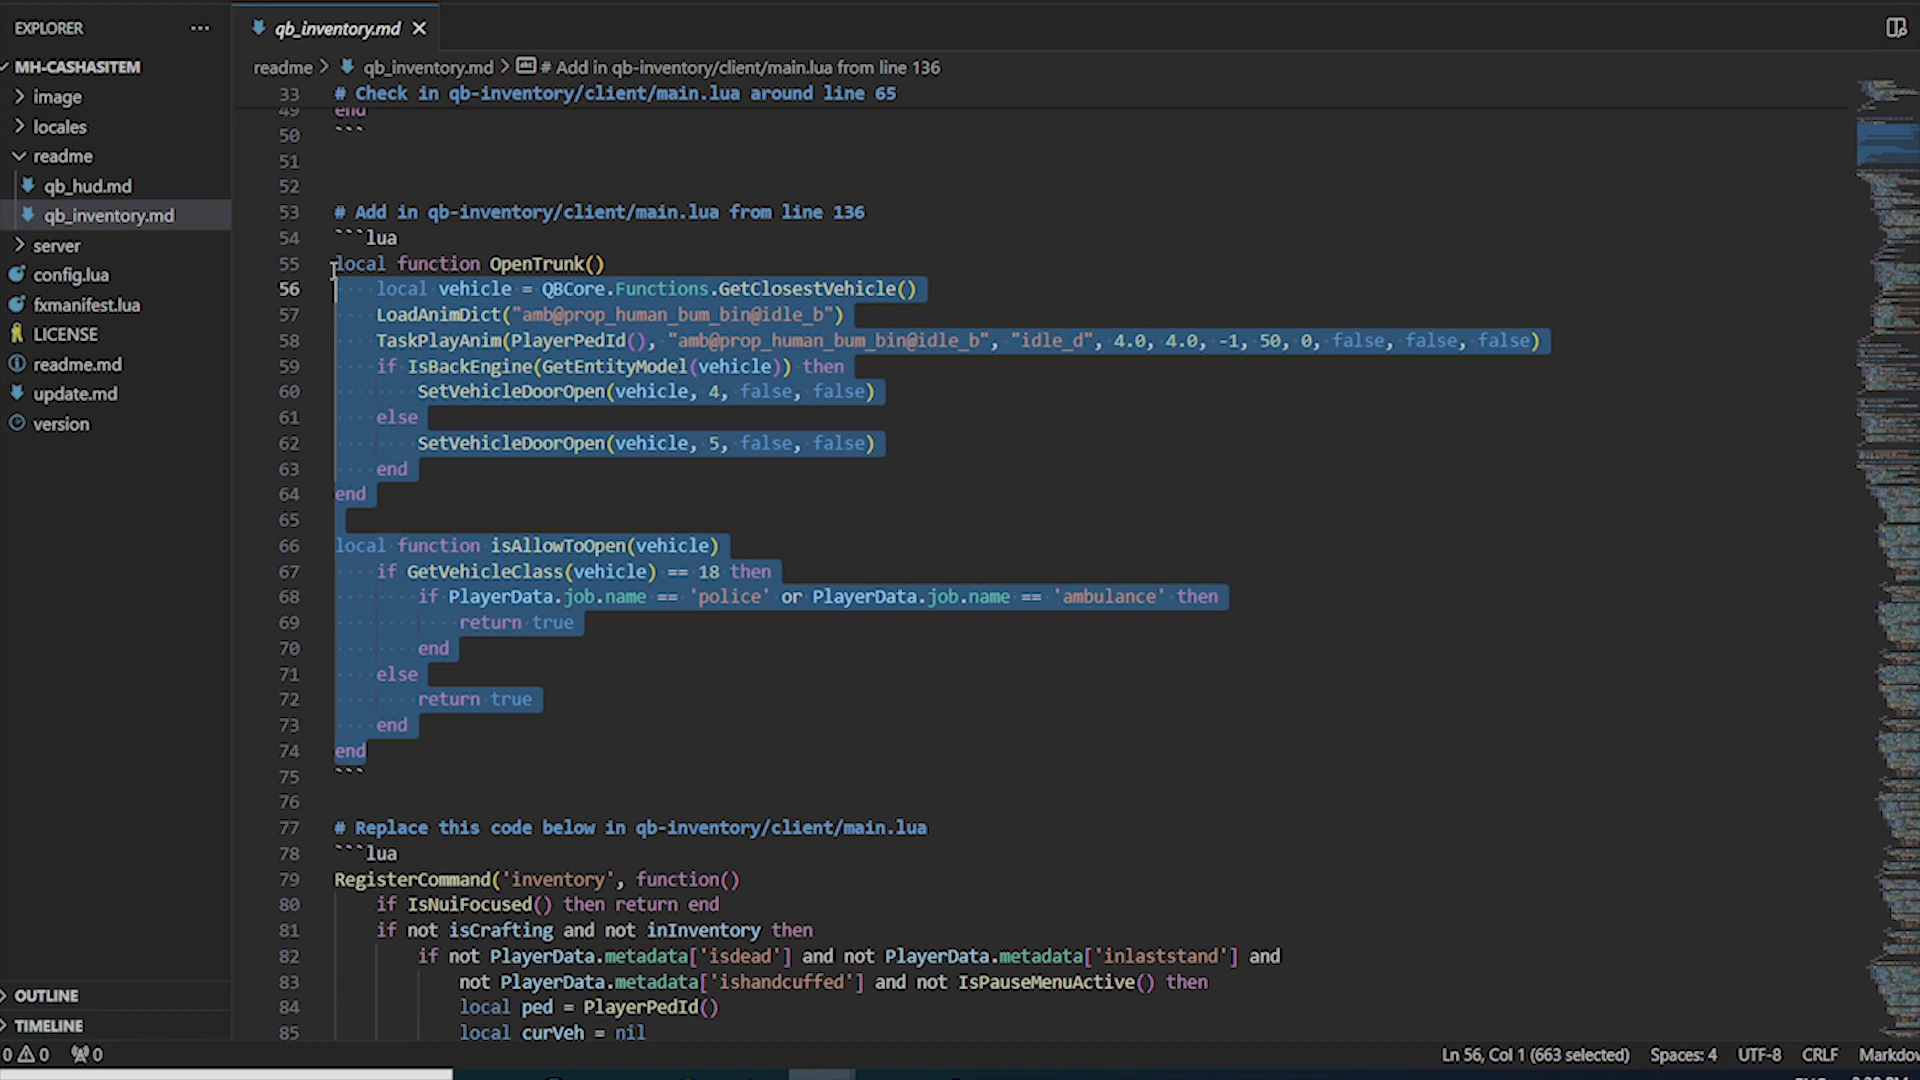 EXPLORER
MH-CASHASITEM
image
locales
readme
qb_hud.md
qb_inventory.md
server
config.lua
fxmanifest.lua
LICENSE
readme.md
update.md
version
OUTLINE
TIMELINE
qb_inventory.md
readme > qb_inventory.md > # Add in qb-inventory/client/main.lua from line 136
33 # Check in qb-inventory/client/main.lua around line 65
49 end
50 ```
51
52
53 # Add in qb-inventory/client/main.lua from line 136
54 ```lua
55 local function OpenTrunk()
56 local vehicle = QBCore.Functions.GetClosestVehicle()
57 LoadAnimDict("amb@prop_human_bum_bin@idle_b")
58 TaskPlayAnim(PlayerPedId(), "amb@prop_human_bum_bin@idle_b", "idle_d", 4.0, 4.0, -1, 50, 0, false, false, false)
59 if IsBackEngine(GetEntityModel(vehicle)) then
60 SetVehicleDoorOpen(vehicle, 4, false, false)
61 else
62 SetVehicleDoorOpen(vehicle, 5, false, false)
63 end
64 end
65
66 local function isAllowToOpen(vehicle)
67 if GetVehicleClass(vehicle) == 18 then
68 if PlayerData.job.name == 'police' or PlayerData.job.name == 'ambulance' then
69 return true
70 end
71 else
72 return true
73 end
74 end
75 ```
76
77 # Replace this code below in qb-inventory/client/main.lua
78 ```lua
79 RegisterCommand('inventory', function()
80 if IsNuiFocused() then return end
81 if not isCrafting and not inInventory then
82 if not PlayerData.metadata['isdead'] and not PlayerData.metadata['inlaststand'] and
83 not PlayerData.metadata['ishandcuffed'] and not IsPauseMenuActive() then
84 local ped = PlayerPedId()
85 local curVeh = nil
0 0 0
Ln 56, Col 1 (663 selected) Spaces: 4 UTF-8 CRLF Markdow